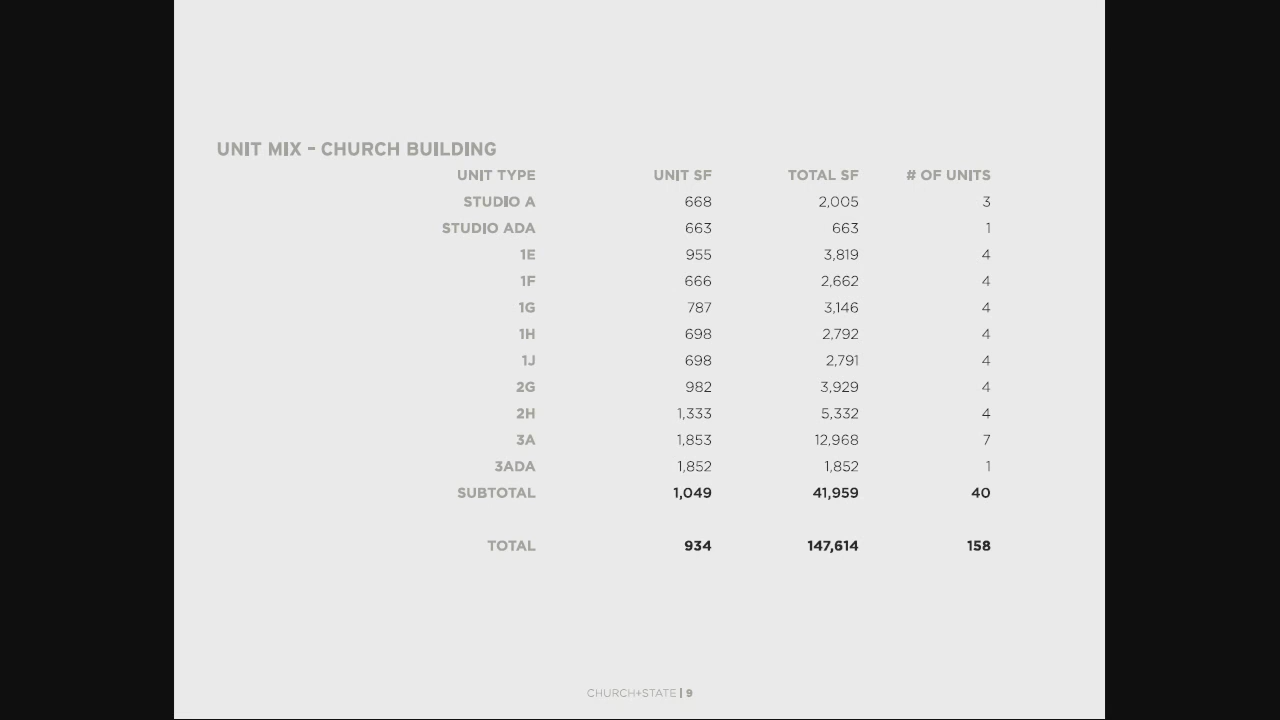 UNIT MIX - CHURCH BUILDING
UNIT TYPE UNIT SF TOTAL SF # OF UNITS
STUDIO A 668 2,005 3
STUDIO ADA 663 663 1
1E 955 3,819 4
1F 666 2,662 4
1G 787 3,146 4
1H 698 2,792 4
1J 698 2,791 4
2G 982 3,929 4
2H 1,333 5,332 4
3A 1,853 12,968 7
3ADA 1,852 1,852 1
SUBTOTAL 1,049 41,959 40
TOTAL 934 147,614 158
CHURCH+STATE | 9